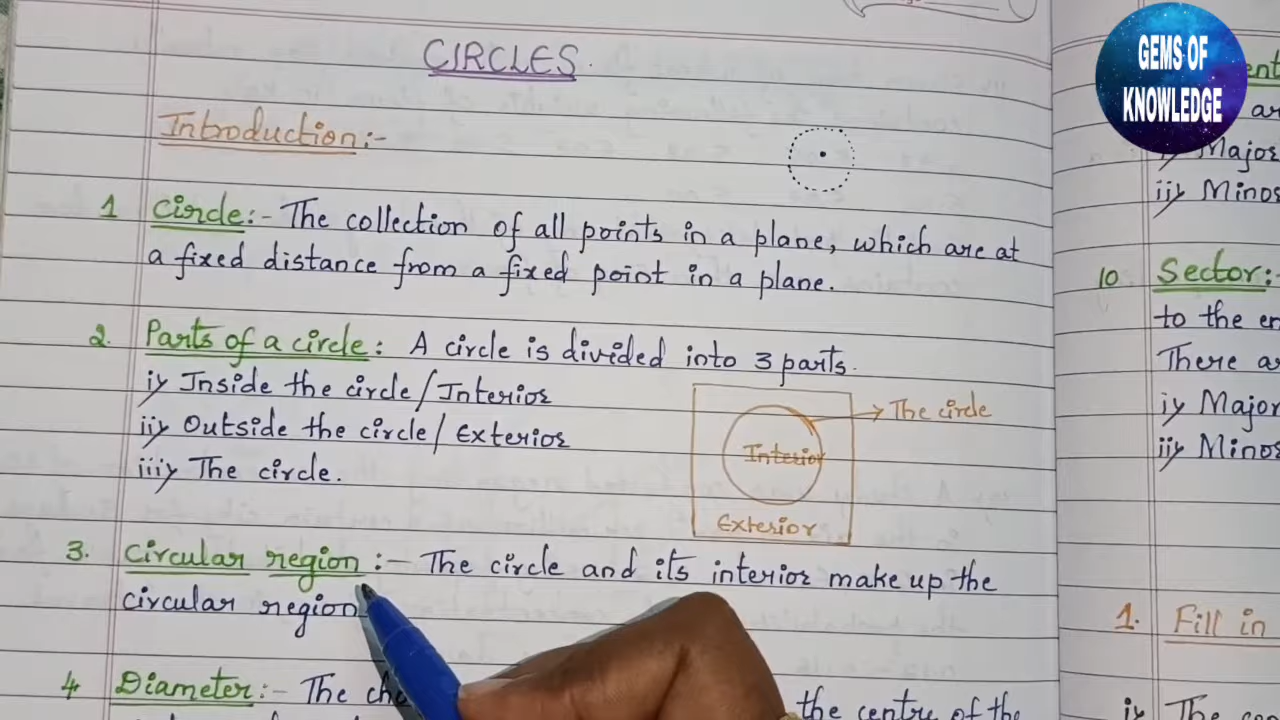 CIRCLES.
Introduction:-
1 Circle:- The collection of all points in a plane, which are at
a fixed distance from a fixed point in a plane.
2. Parts of a circle: A circle is divided into 3 parts.
i) Inside the circle/Interior
ii) Outside the circle/ Exterior
iii) The circle.
The circle
Interior
Exterior
3. Circular region:- The circle and its interior make up the
circular region
4 Diameter:- The the centre of the
GEMS OF
KNOWLEDGE
i) Major
ii) Minor
10 Sector:
to the
There
i) Major
ii) Minor
1. Fill in
i) The